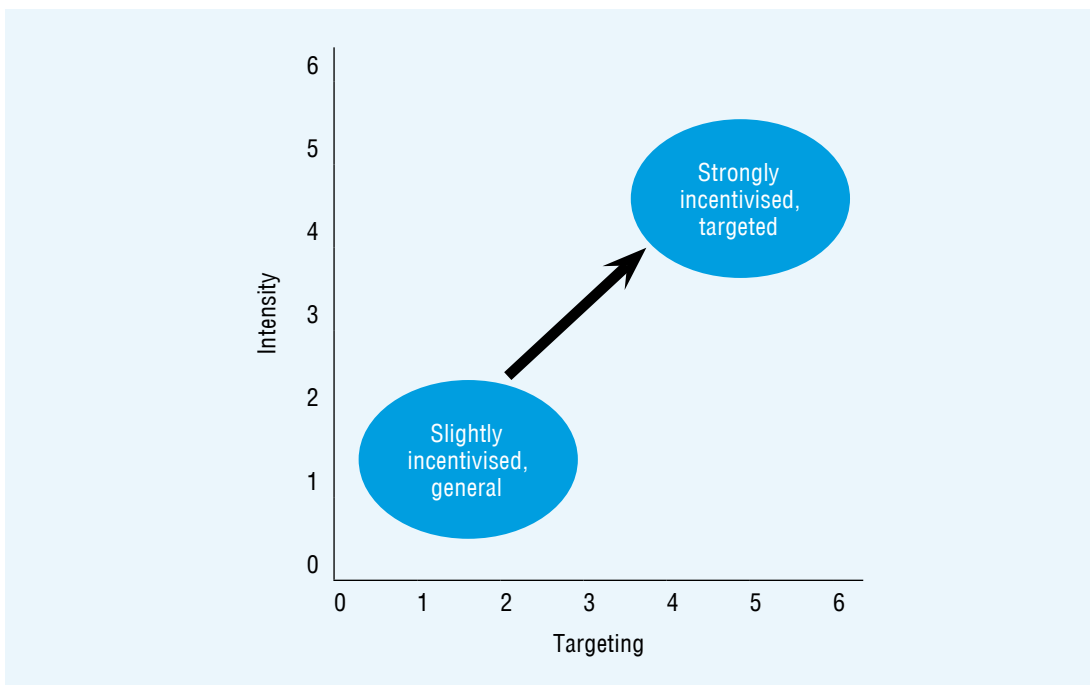 6
5
4
3
2
1
0
Intensity
Strongly
incentivised,
targeted
Slightly
incentivised,
general
0 1 2 3 4 5 6
Targeting